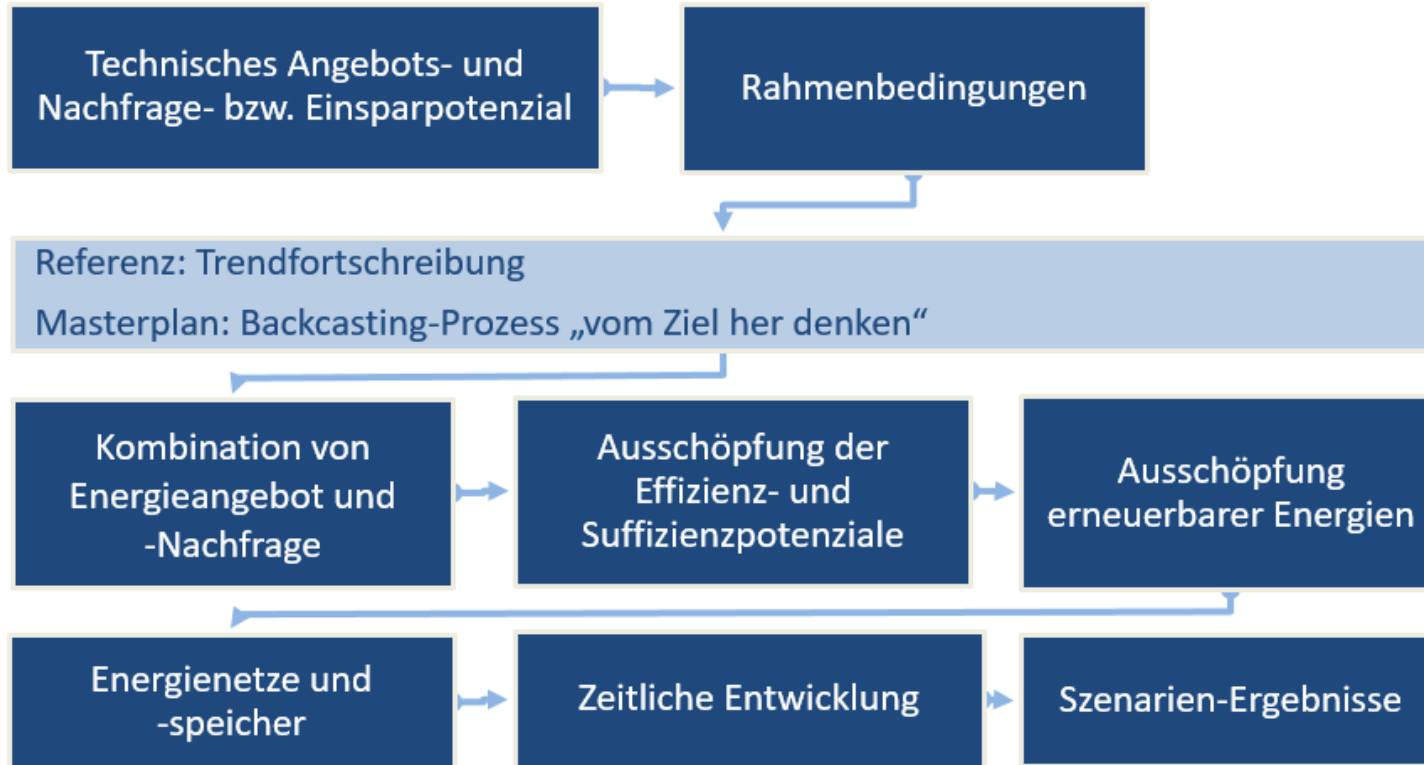 Technisches Angebots- und
Nachfrage- bzw. Einsparpotenzial
Rahmenbedingungen
Referenz: Trendfortschreibung
Masterplan: Backcasting-Prozess „vom Ziel her denken“
Kombination von
Energieangebot und
-Nachfrage
Ausschöpfung der
Effizienz- und
Suffizienzpotenziale
Ausschöpfung
erneuerbarer Energien
Energienetze und
-speicher
Zeitliche Entwicklung
Szenarien-Ergebnisse